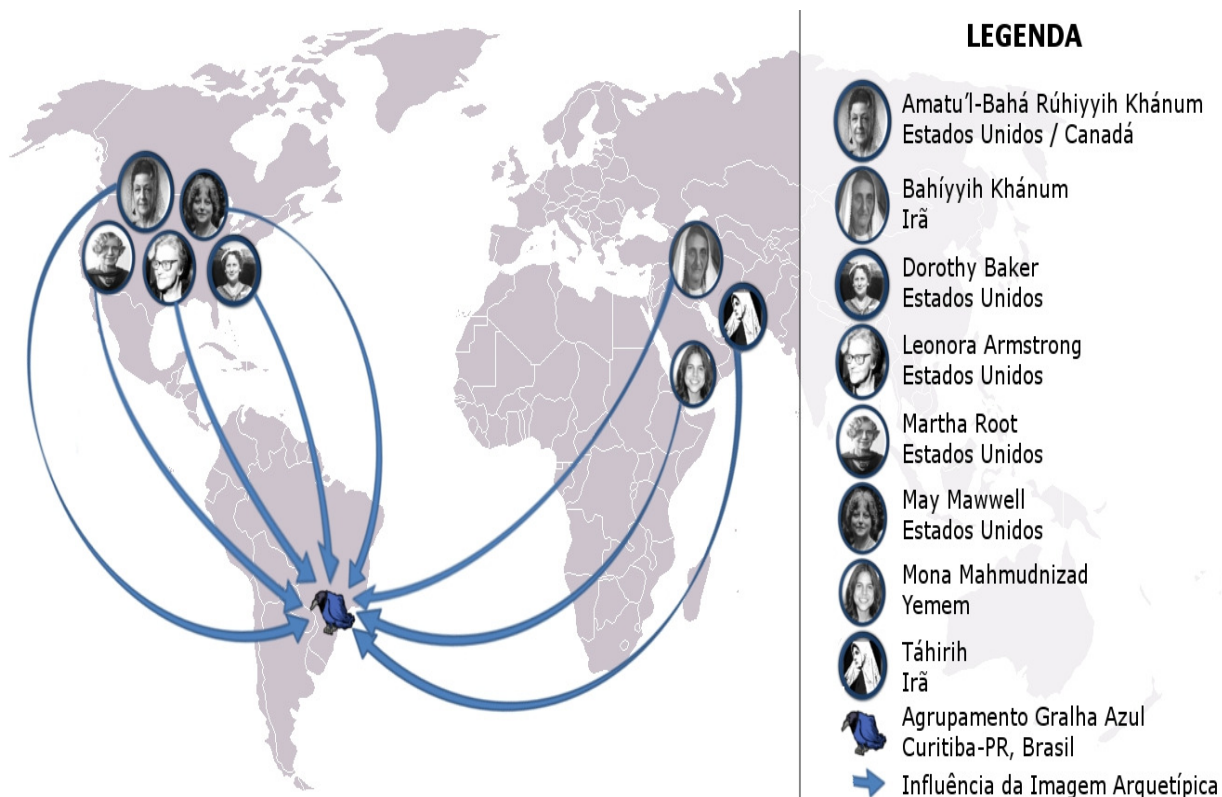 LEGENDA
Amatu’l-Bahá Rúhiyyih Khánum
Estados Unidos / Canadá
Bahíyyih Khánum
Irã
Dorothy Baker
Estados Unidos
Leonora Armstrong
Estados Unidos
Martha Root
Estados Unidos
May Mawwell
Estados Unidos
Mona Mahmudnizad
Yemem
Táhirih
Irã
Agrupamento Gralha Azul
Curitiba-PR, Brasil
Influência da Imagem Arquetípica